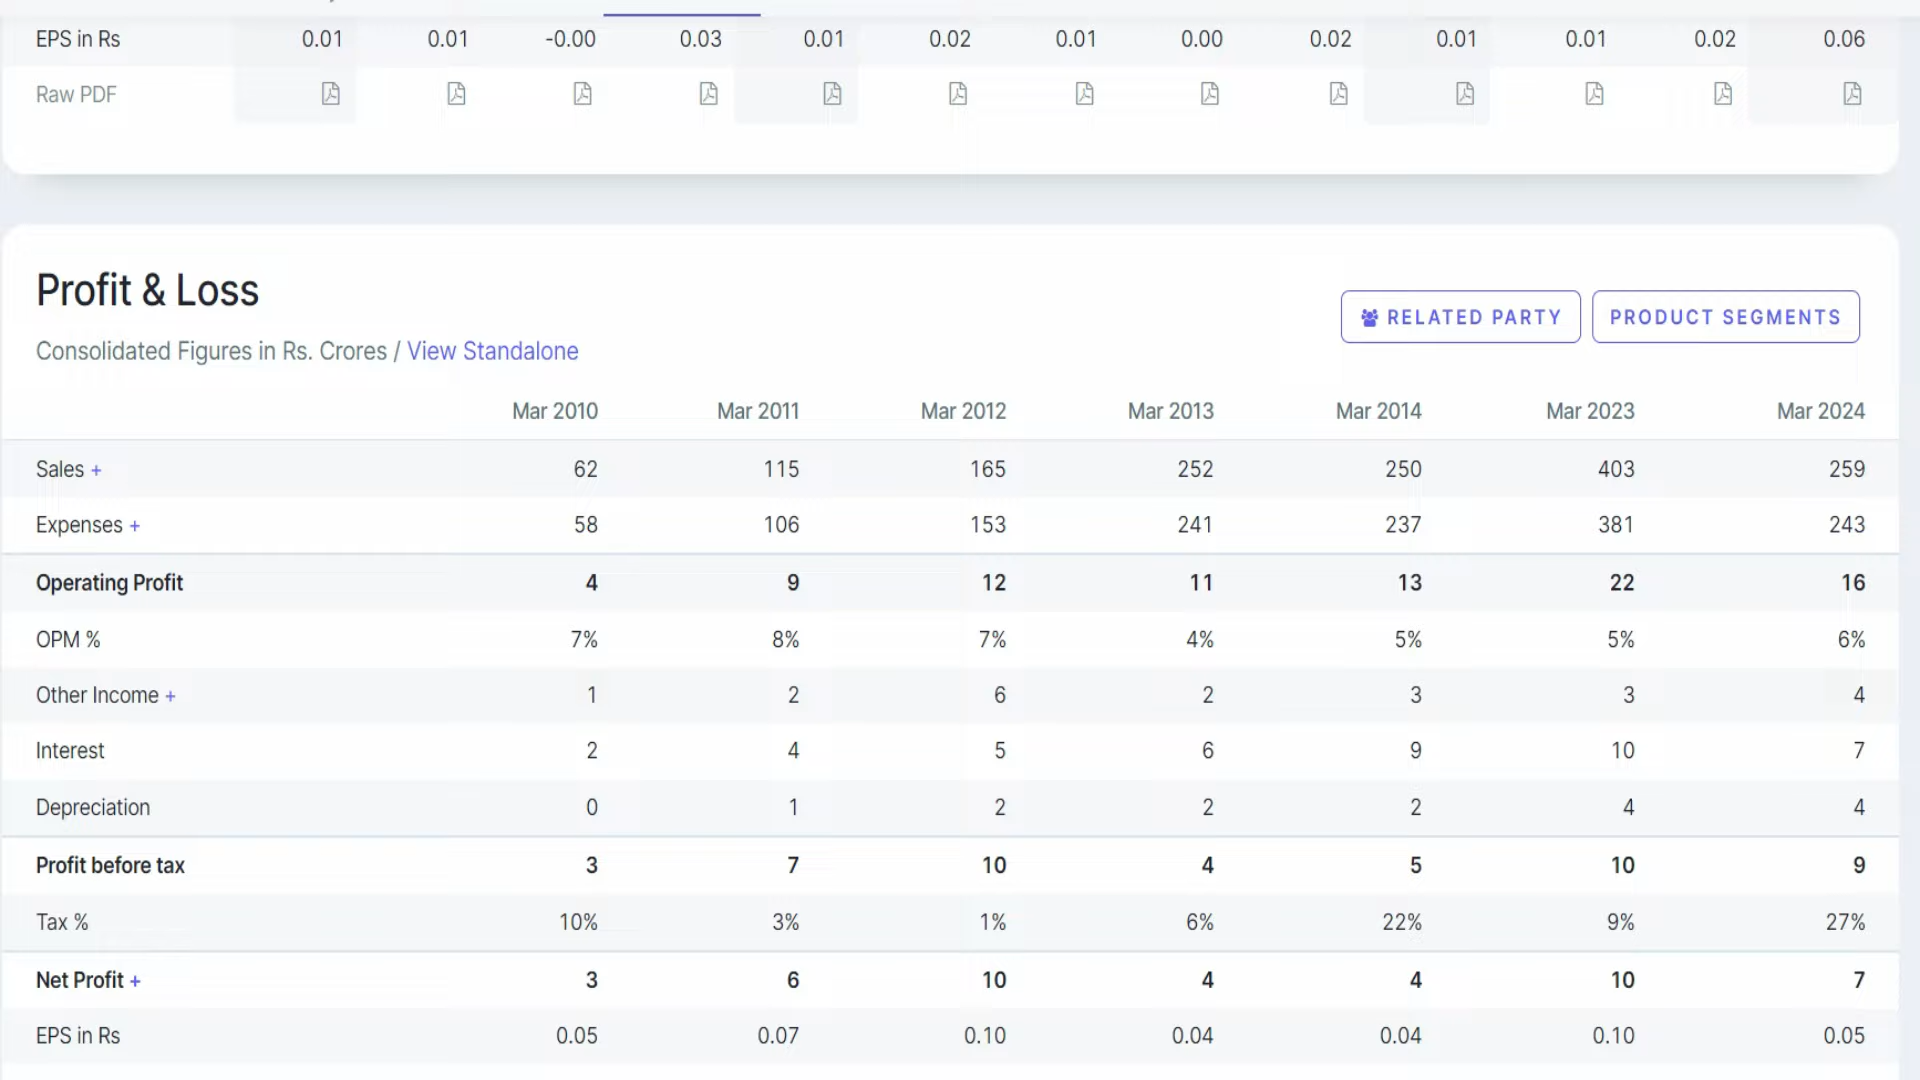 EPS in Rs 0.01 0.01 -0.00 0.03 0.01 0.02 0.01 0.00 0.02 0.01 0.01 0.02 0.06
Raw PDF
Profit & Loss
RELATED PARTY PRODUCT SEGMENTS
Consolidated Figures in Rs. Crores / View Standalone
Mar 2010 Mar 2011 Mar 2012 Mar 2013 Mar 2014 Mar 2023 Mar 2024
Sales + 62 115 165 252 250 403 259
Expenses + 58 106 153 241 237 381 243
Operating Profit 4 9 12 11 13 22 16
OPM % 7% 8% 7% 4% 5% 5% 6%
Other Income + 1 2 6 2 3 3 4
Interest 2 4 5 6 9 10 7
Depreciation 0 1 2 2 2 4 4
Profit before tax 3 7 10 4 5 10 9
Tax % 10% 3% 1% 6% 22% 9% 27%
Net Profit + 3 6 10 4 4 10 7
EPS in Rs 0.05 0.07 0.10 0.04 0.04 0.10 0.05